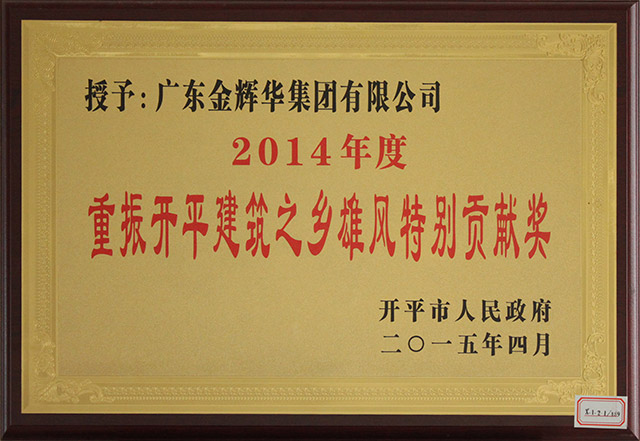 授予:广东金辉华集团有限公司
2014年度
重振开平建筑之乡雄风特别贡献奖
开平市人民政府
二〇一五年四月